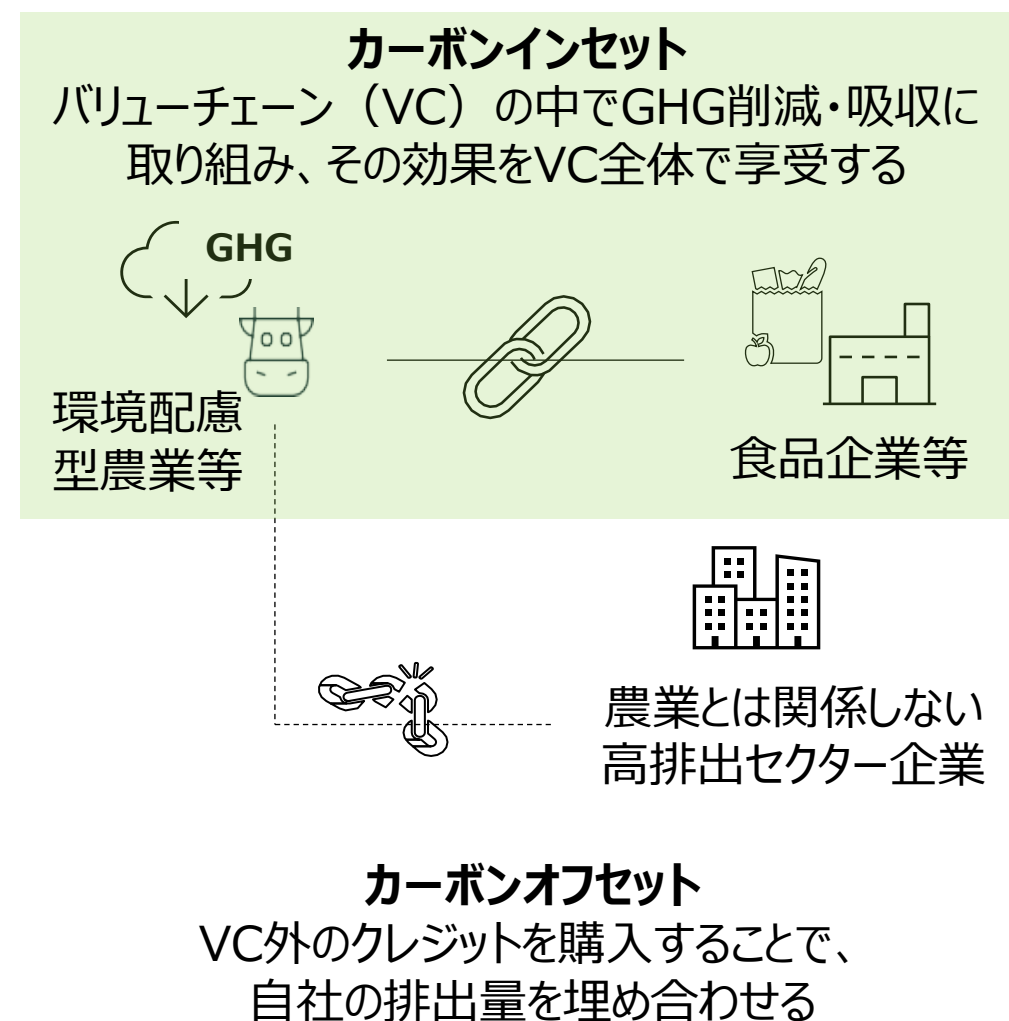 カーボンインセット
バリューチェーン（VC）の中でGHG削減・吸収に
取り組み、その効果をVC全体で享受する
GHG
環境配慮
型農業等
食品企業等
農業とは関係しない
高排出セクター企業
カーボンオフセット
VC外のクレジットを購入することで、
自社の排出量を埋め合わせる